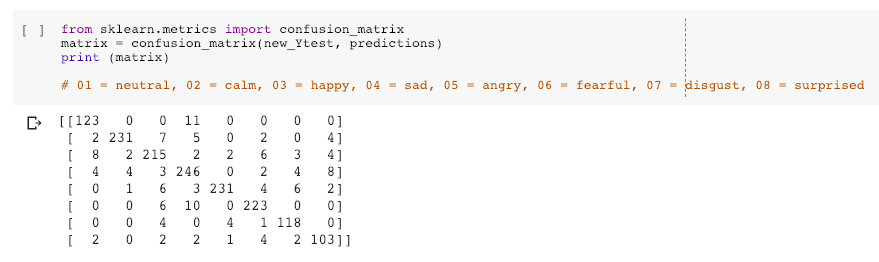 [ ] from sklearn.metrics import confusion_matrix
matrix = confusion_matrix(new_Ytest, predictions)
print (matrix)
# 01 = neutral, 02 = calm, 03 = happy, 04 = sad, 05 = angry, 06 = fearful, 07 = disgust, 08 = surprised
[[123 0 0 11 0 0 0 0]
[ 2 231 7 5 0 2 0 4]
[ 8 2 215 2 2 6 3 4]
[ 4 4 3 246 0 2 4 8]
[ 0 1 6 3 231 4 6 2]
[ 0 0 6 10 0 223 0 0]
[ 0 0 4 0 4 1 118 0]
[ 2 0 2 2 1 4 2 103]]